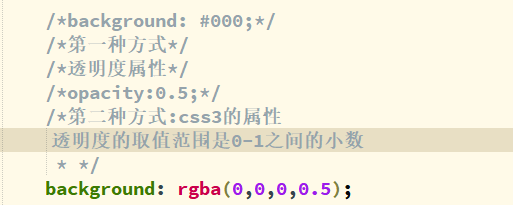 /*background: #000;*/
/*第一种方式*/
/*透明度属性*/
/*opacity:0.5;*/
/*第二种方式:css3的属性
透明度的取值范围是0-1之间的小数
* */
background: rgba(0,0,0,0.5);